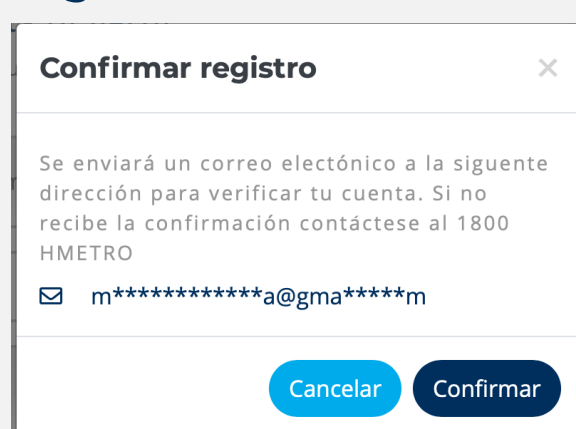 Confirmar registro
×
Se enviará un correo electónico a la siguente
dirección para verificar tu cuenta. Si no
recibe la confirmación contáctese al 1800
HMETRO
m************a@gma*****m
Cancelar
Confirmar